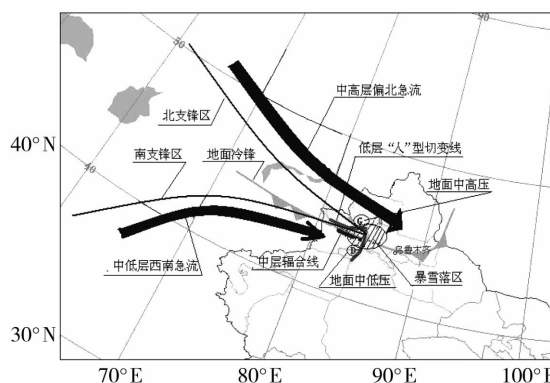 90
50
中高层偏北急流
北支锋区
40°N
南支锋区
地面冷锋
低层“人”型切变线
40
地面中高压
G
乌鲁木齐
D
中低层西南急流
中层辐合线
地面中低压
暴雪落区
30°N
70°E
80°E
90°E
100°E